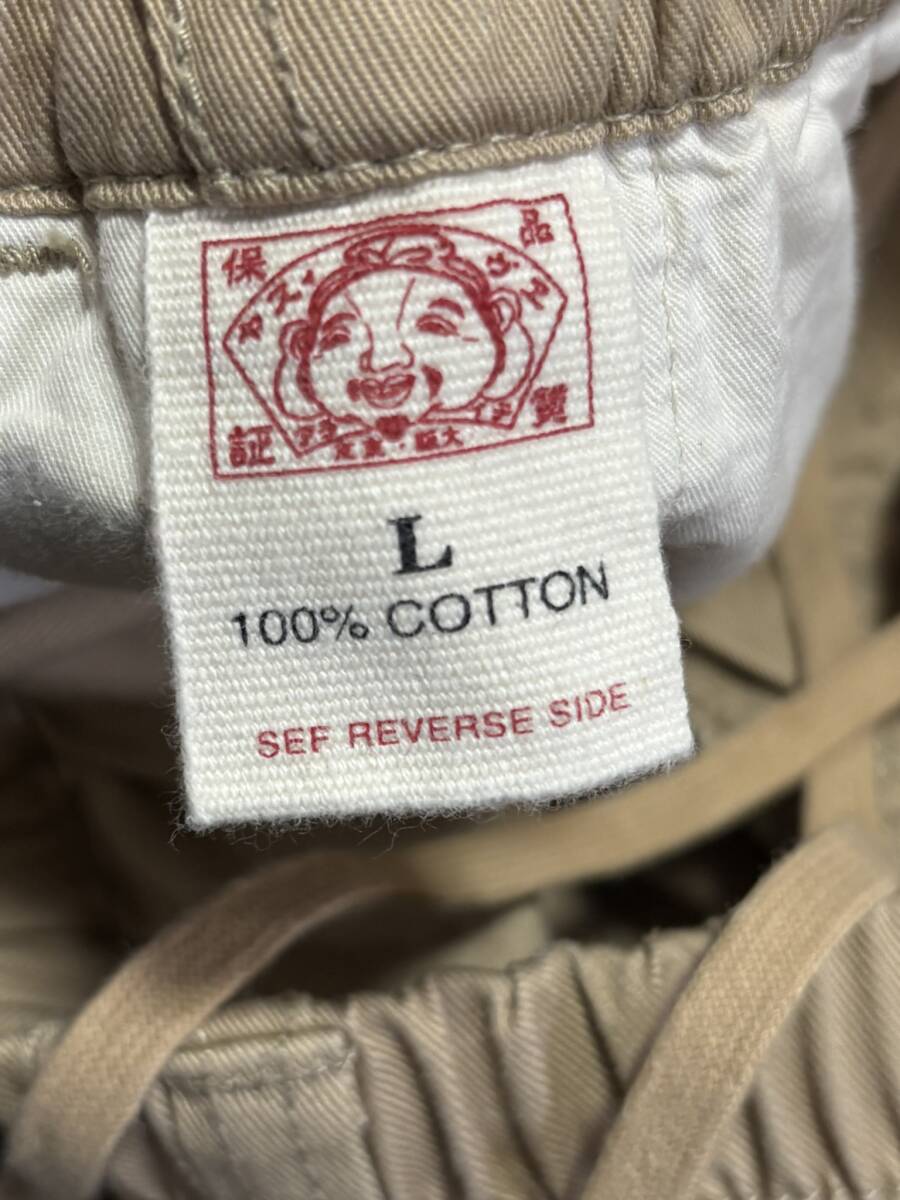 保 品
証 質
L
100% COTTON
SEF REVERSE SIDE